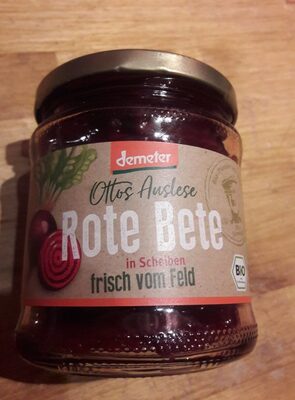 demeter
Ottos Auslese
Rote Bete
in Scheiben
frisch vom Feld
BIO